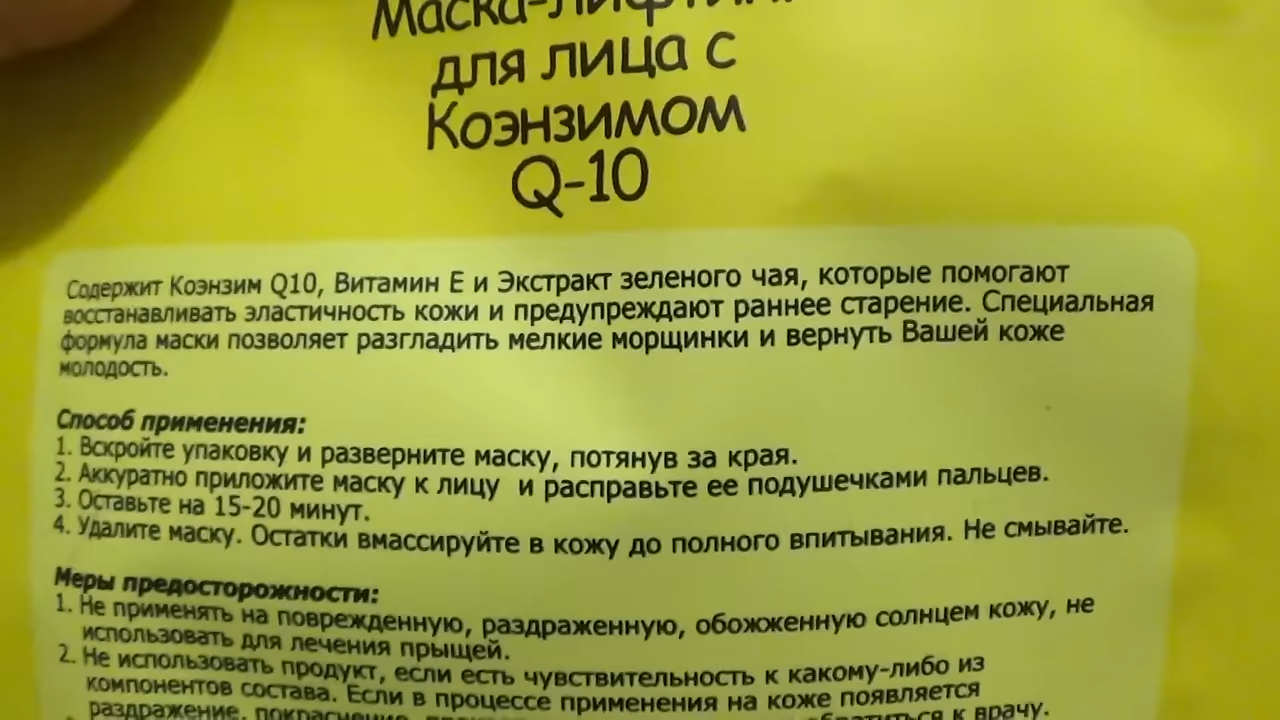 Маска-лифтинг
для лица с
Коэнзимом
Q-10
Содержит Коэнзим Q10, Витамин Е и Экстракт зеленого чая, которые помогают
восстанавливать эластичность кожи и предупреждают раннее старение. Специальная
формула маски позволяет разгладить мелкие морщинки и вернуть Вашей коже
молодость.
Способ применения:
1. Вскройте упаковку и разверните маску, потянув за края.
2. Аккуратно приложите маску к лицу и расправьте ее подушечками пальцев.
3. Оставьте на 15-20 минут.
4. Удалите маску. Остатки вмассируйте в кожу до полного впитывания. Не смывайте.
Меры предосторожности:
1. Не применять на поврежденную, раздраженную, обожженную солнцем кожу, не
использовать для лечения прыщей.
2. Не использовать продукт, если есть чувствительность к какому-либо из
компонентов состава. Если в процессе применения на коже появляется
раздражение, покраснение, обратиться к врачу.